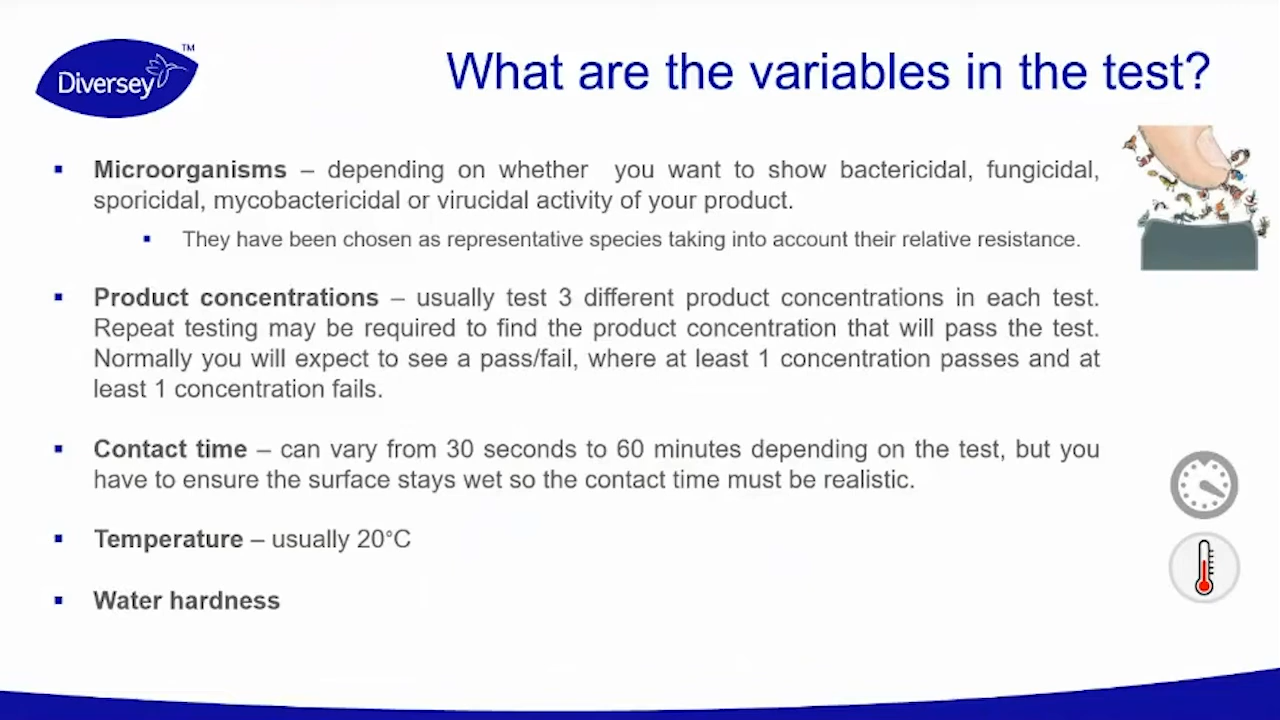 Diversey™
What are the variables in the test?
▪ Microorganisms – depending on whether you want to show bactericidal, fungicidal,
sporicidal, mycobactericidal or virucidal activity of your product.
▪ They have been chosen as representative species taking into account their relative resistance.
▪ Product concentrations – usually test 3 different product concentrations in each test.
Repeat testing may be required to find the product concentration that will pass the test.
Normally you will expect to see a pass/fail, where at least 1 concentration passes and at
least 1 concentration fails.
▪ Contact time – can vary from 30 seconds to 60 minutes depending on the test, but you
have to ensure the surface stays wet so the contact time must be realistic.
▪ Temperature – usually 20°C
▪ Water hardness